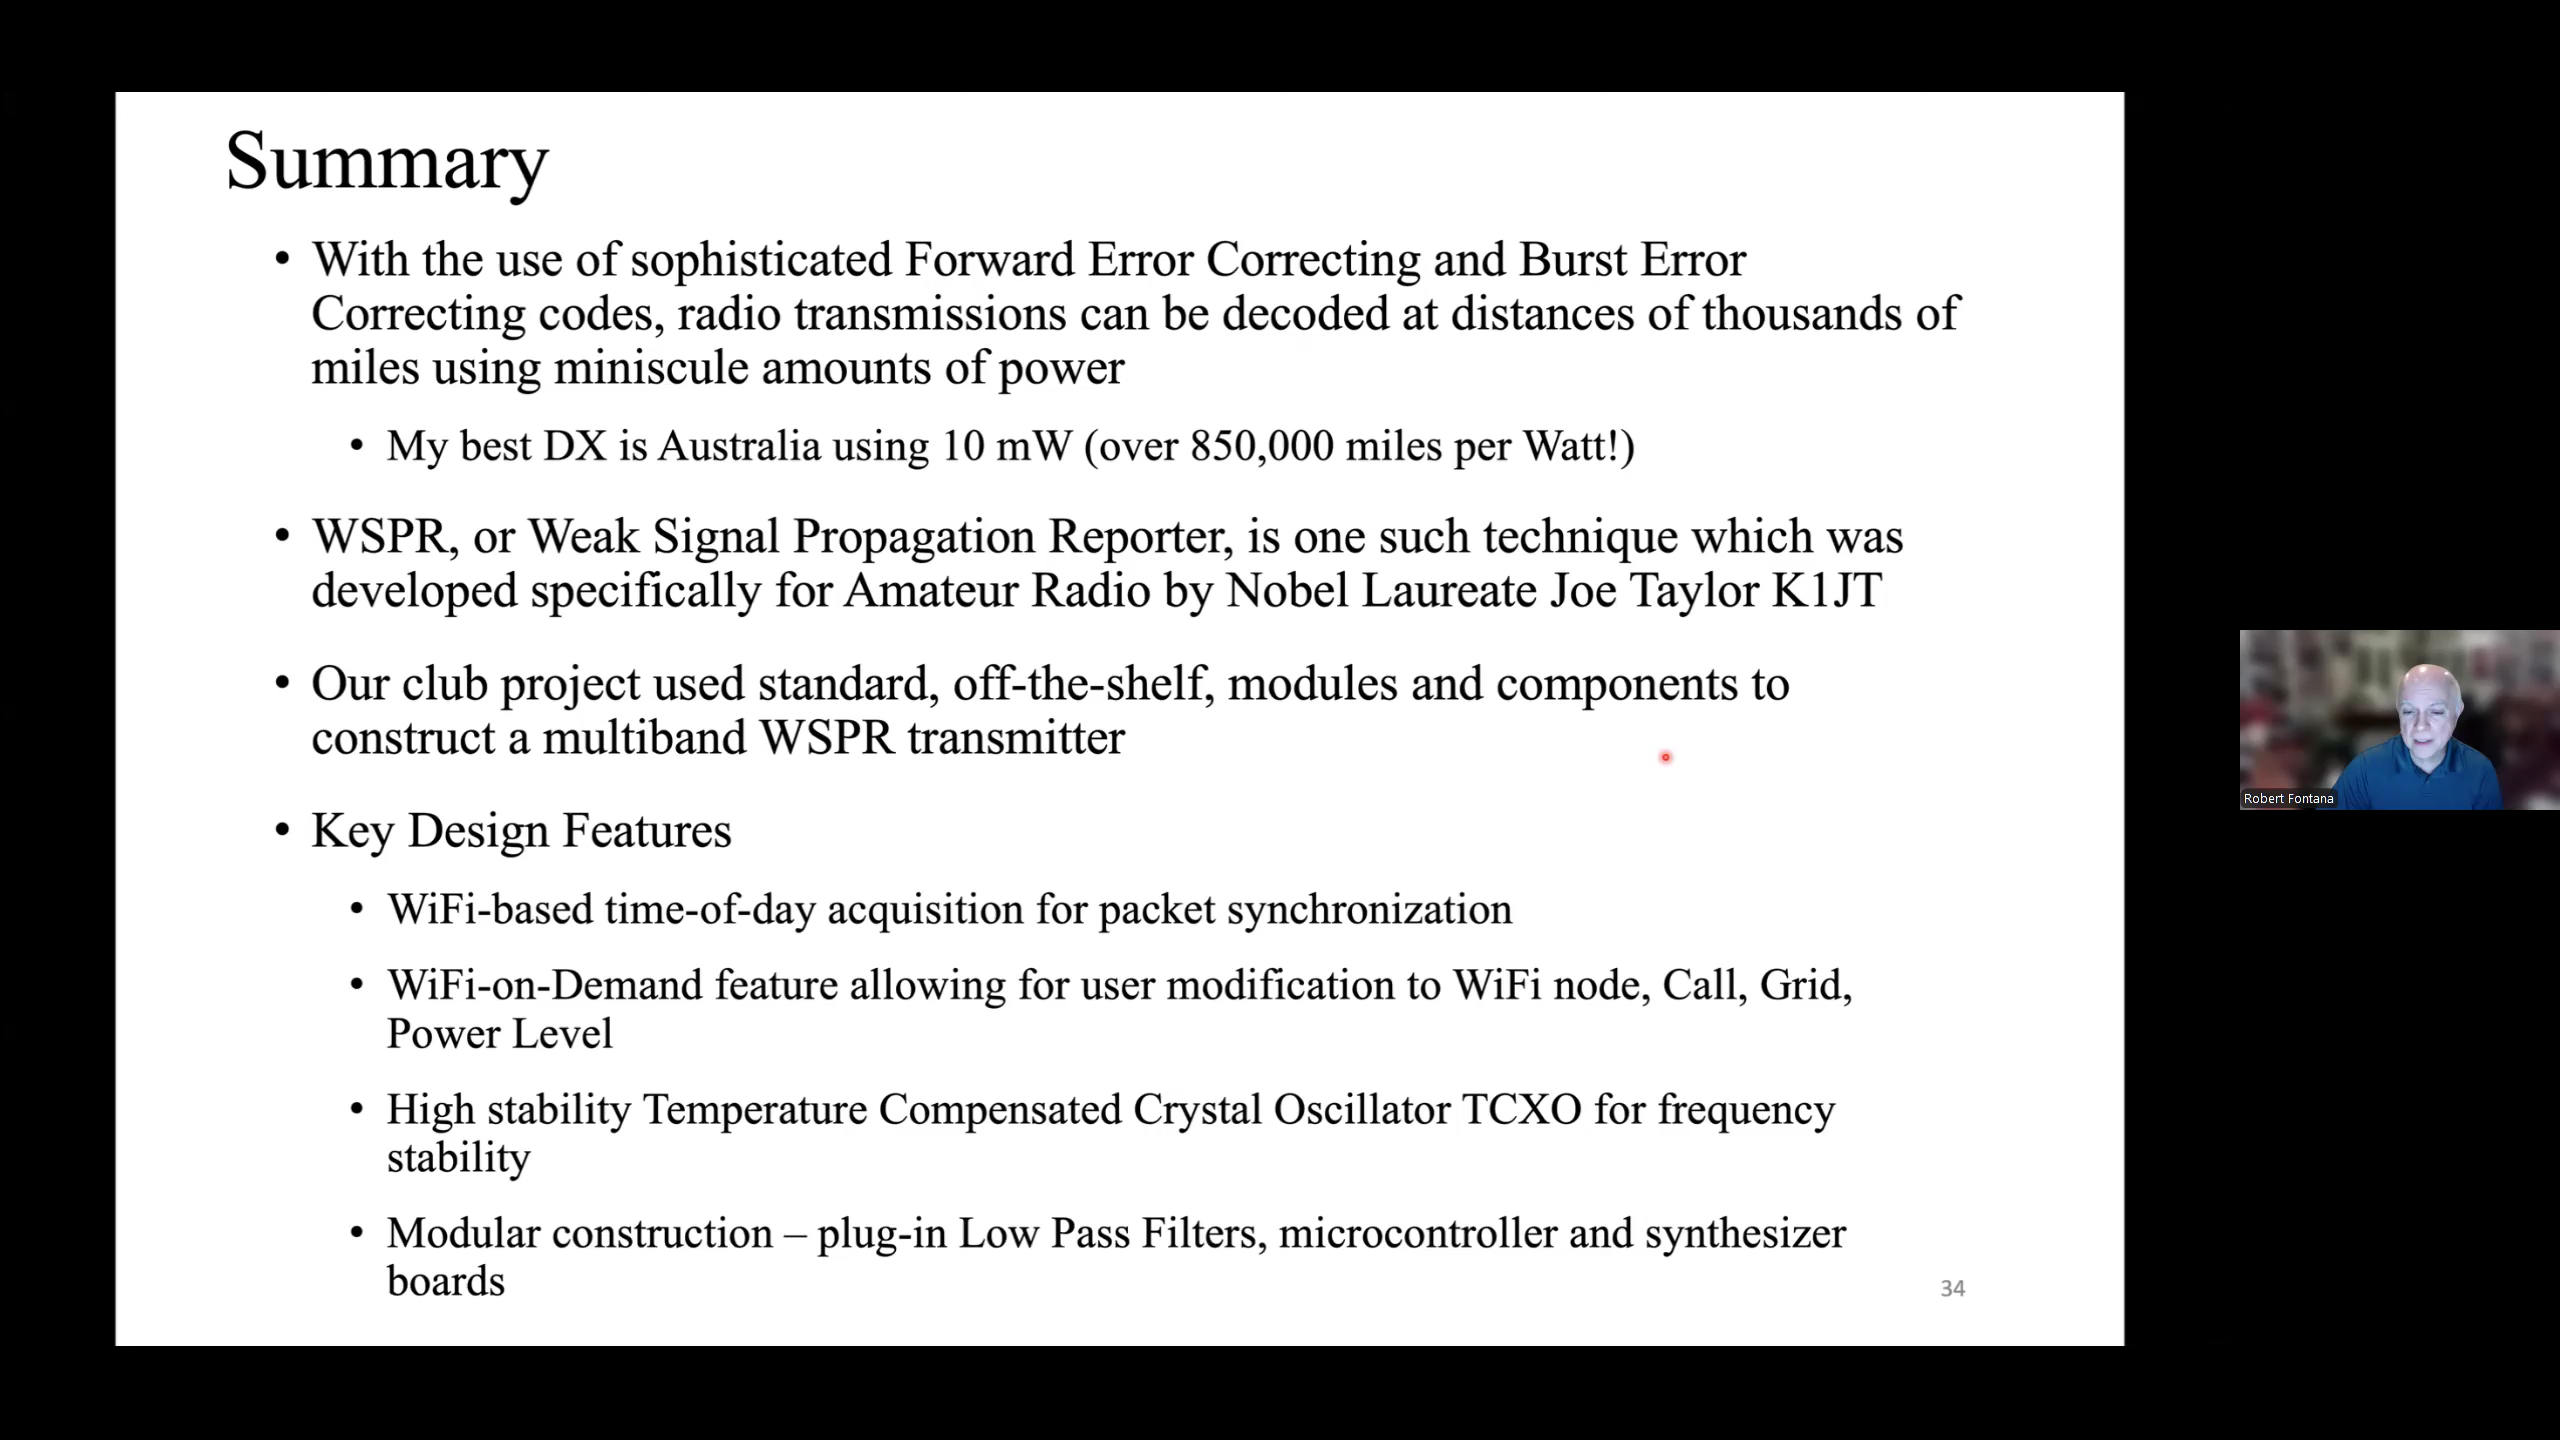 Summary
• With the use of sophisticated Forward Error Correcting and Burst Error
Correcting codes, radio transmissions can be decoded at distances of thousands of
miles using miniscule amounts of power
• My best DX is Australia using 10 mW (over 850,000 miles per Watt!)
• WSPR, or Weak Signal Propagation Reporter, is one such technique which was
developed specifically for Amateur Radio by Nobel Laureate Joe Taylor K1JT
• Our club project used standard, off-the-shelf, modules and components to
construct a multiband WSPR transmitter
• Key Design Features
• WiFi-based time-of-day acquisition for packet synchronization
• WiFi-on-Demand feature allowing for user modification to WiFi node, Call, Grid,
Power Level
• High stability Temperature Compensated Crystal Oscillator TCXO for frequency
stability
• Modular construction – plug-in Low Pass Filters, microcontroller and synthesizer
boards
34
Robert Fontana